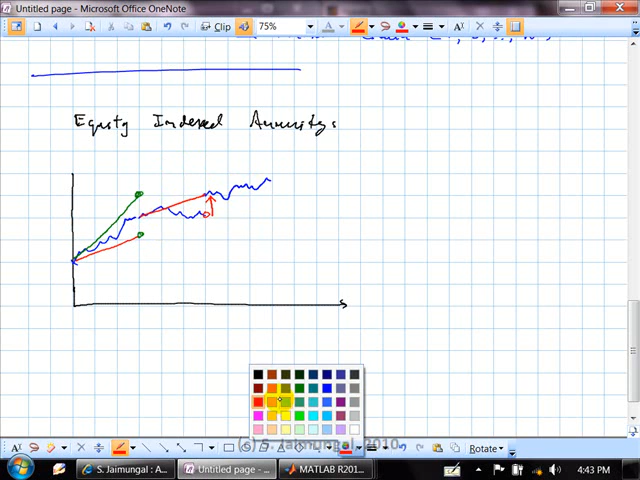 Untitled page - Microsoft Office OneNote
Clip
75%
Equity Indexed Annuitys
(c) S. Jaimungal, 2010
Rotate
S. Jaimungal : A...
Untitled page - ...
MATLAB R201...
4:43 PM